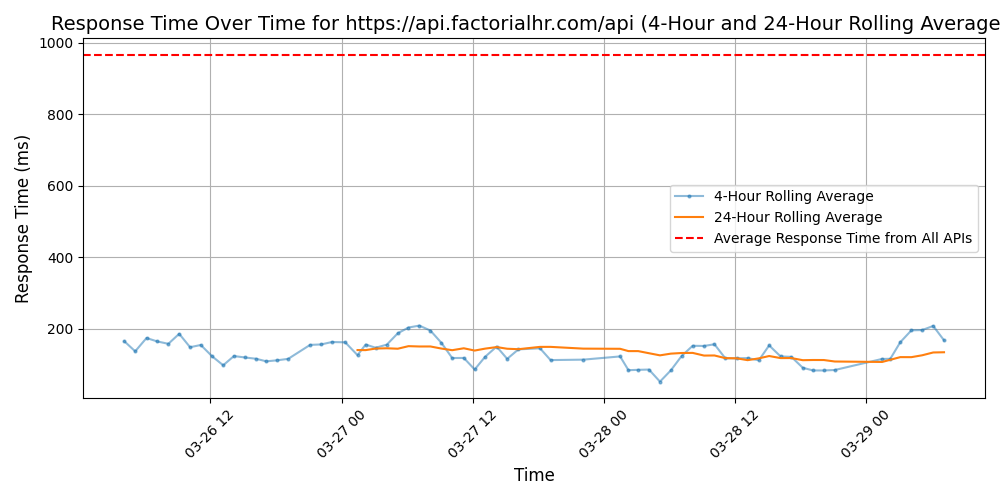 Response Time Over Time for https://api.factorialhr.com/api (4-Hour and 24-Hour Rolling Average
Response Time (ms)
1000
800
600
400
200
4-Hour Rolling Average
24-Hour Rolling Average
Average Response Time from All APIs
03-26 12
03-27 00
03-27 12
03-28 00
03-28 12
03-29 00
Time